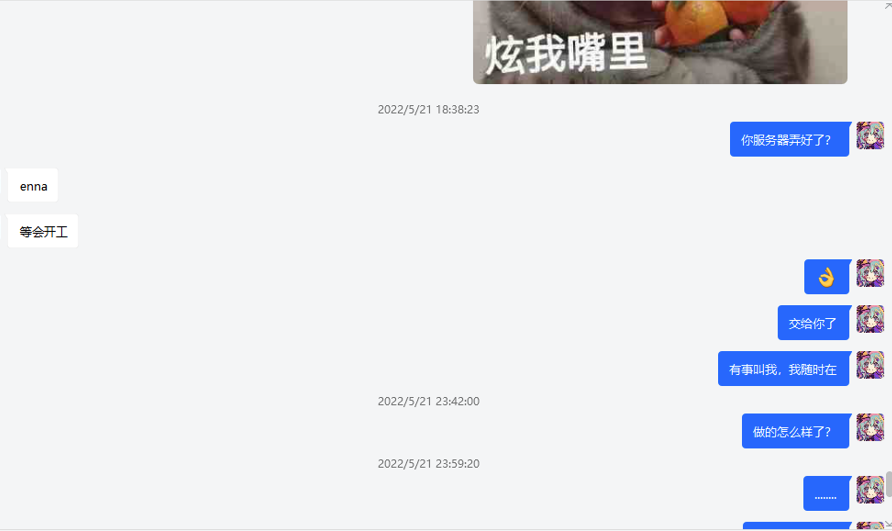 炫我嘴里
2022/5/21 18:38:23
你服务器弄好了？
enna
等会开工
👌
交给你了
有事叫我，我随时在
2022/5/21 23:42:00
做的怎么样了？
2022/5/21 23:59:20
........